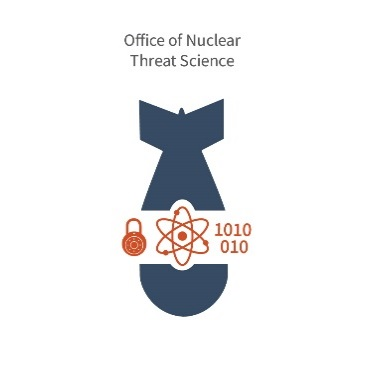 Office of Nuclear
Threat Science
1010
010